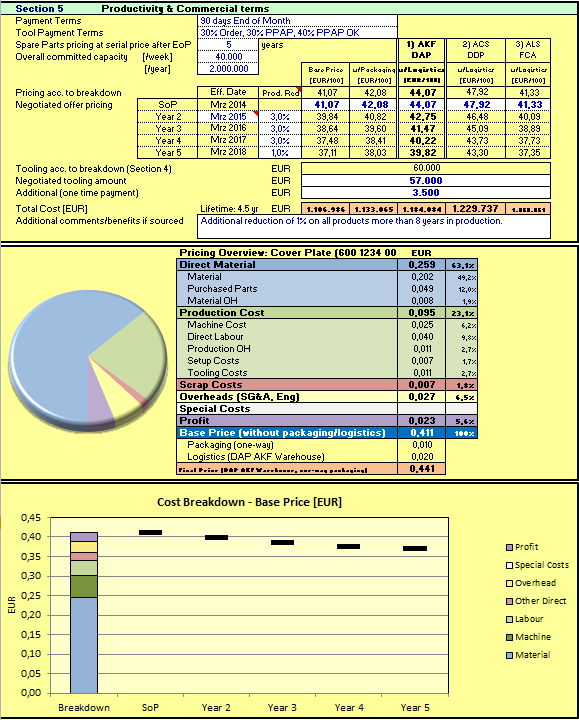 Section 5 Productivity & Commercial terms
Payment Terms 90 days End of Month
Tool Payment Terms 30% Order, 30% PPAP, 40% PPAP OK
Spare Parts pricing at serial price after EoP 5 years 1) AKF 2) ACS 3) ALS
Overall committed capacity [/week] 40.000 DAP DDP FCA
[/year] 2.000.000
Base Price u/Packaging u/Logistics u/Logistics u/Logistics
Eff. Date Prod. Red [EUR/100] [EUR/100] [EUR/100] [EUR/100] [EUR/100]
Pricing acc. to breakdown 41,07 42,08 44,07 47,92 41,33
Negotiated offer pricing SoP Mrz 2014 41,07 42,08 44,07 47,92 41,33
Year 2 Mrz 2015 3,0% 39,84 40,82 42,75 46,48 40,09
Year 3 Mrz 2016 3,0% 38,64 39,60 41,47 45,09 38,89
Year 4 Mrz 2017 3,0% 37,48 38,41 40,22 43,73 37,73
Year 5 Mrz 2018 1,0% 37,11 38,03 39,82 43,30 37,35
Tooling acc. to breakdown (Section 4) EUR 60.000
Negotiated tooling amount EUR 57.000
Additional (one time payment) EUR 3.500
Total Cost [EUR] Lifetime: 4.5 yr EUR 1.106.986 1.133.065 1.184.084 1.229.737
Additional comments/benefits if sourced Additional reduction of 1% on all products more than 8 years in production.
Pricing Overview: Cover Plate (600 1234 00 EUR
Direct Material 0,259 63,1%
Material 0,202 49,2%
Purchased Parts 0,049 12,0%
Material OH 0,008 1,9%
Production Cost 0,095 23,1%
Machine Cost 0,025 6,2%
Direct Labour 0,040 9,8%
Production OH 0,011 2,7%
Setup Costs 0,007 1,7%
Tooling Costs 0,011 2,7%
Scrap Costs 0,007 1,8%
Overheads (SG&A, Eng) 0,027 6,5%
Special Costs
Profit 0,023 5,6%
Base Price (without packaging/logistics) 0,411 100%
Packaging (one-way) 0,010
Logistics (DAP AKF Warehouse) 0,020
Final Price (DAP AKF Warehouse, one-way packaging) 0,441
Cost Breakdown - Base Price [EUR]
0,45
0,40
0,35
0,30
0,25
0,20
0,15
0,10
0,05
0,00
EUR
Breakdown SoP Year 2 Year 3 Year 4 Year 5
Profit
Special Costs
Overhead
Other Direct
Labour
Machine
Material